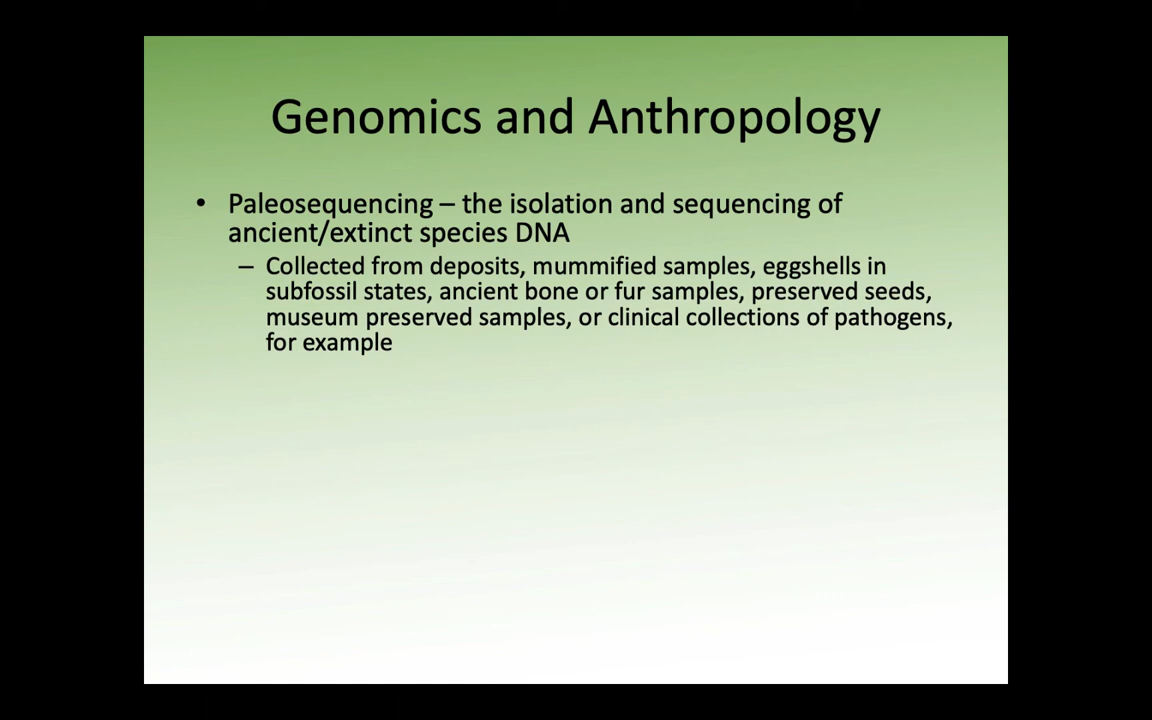 Genomics and Anthropology
• Paleosequencing – the isolation and sequencing of
ancient/extinct species DNA
– Collected from deposits, mummified samples, eggshells in
subfossil states, ancient bone or fur samples, preserved seeds,
museum preserved samples, or clinical collections of pathogens,
for example